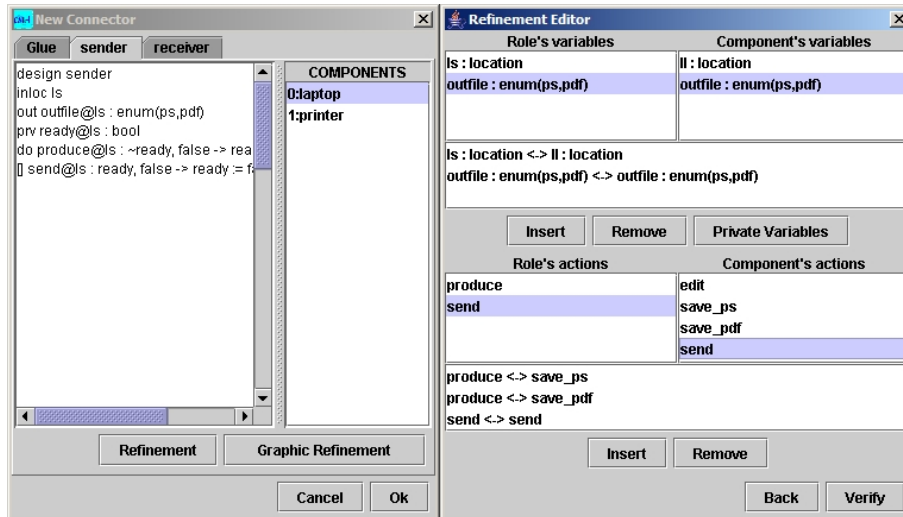 New Connector
Glue sender receiver
design sender
inloc ls
out outfile@ls : enum(ps,pdf)
prv ready@ls : bool
do produce@ls : ~ready, false -> rea
[] send@ls : ready, false -> ready := fa
COMPONENTS
0:laptop
1:printer
Refinement Graphic Refinement
Cancel Ok
Refinement Editor
Role's variables Component's variables
ls : location ll : location
outfile : enum(ps,pdf) outfile : enum(ps,pdf)
ls : location <-> ll : location
outfile : enum(ps,pdf) <-> outfile : enum(ps,pdf)
Insert Remove Private Variables
Role's actions Component's actions
produce edit
send save_ps
save_pdf
send
produce <-> save_ps
produce <-> save_pdf
send <-> send
Insert Remove
Back Verify